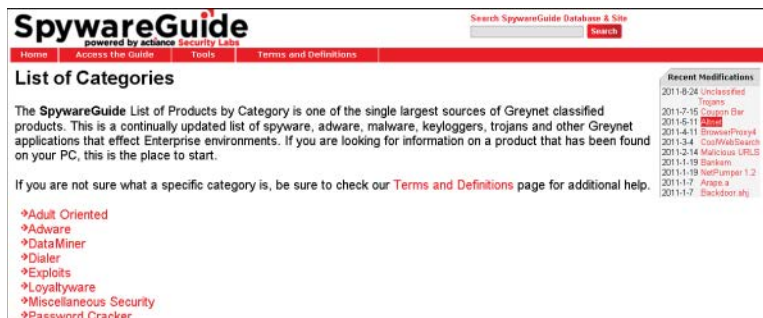 SpywareGuide
powered by actiance Security Labs
Search SpywareGuide Database & Site
Search
Home Access the Guide Tools Terms and Definitions
List of Categories
The SpywareGuide List of Products by Category is one of the single largest sources of Greynet classified
products. This is a continually updated list of spyware, adware, malware, keyloggers, trojans and other Greynet
applications that effect Enterprise environments. If you are looking for information on a product that has been found
on your PC, this is the place to start.
If you are not sure what a specific category is, be sure to check our Terms and Definitions page for additional help.
Adult Oriented
Adware
DataMiner
Dialer
Exploits
Loyaltyware
Miscellaneous Security
Password Cracker
Recent Modifications
2011-8-24 Unclassified
Trojans
2011-7-15 Coupon Bar
2011-5-11 Altnet
2011-4-11 BrowserProxy4
2011-3-4 CoolWebSearch
2011-2-14 Malicious URLS
2011-1-19 Bankem
2011-1-19 NetPumper 1.2
2011-1-7 Arape.a
2011-1-7 Backdoor.ahj